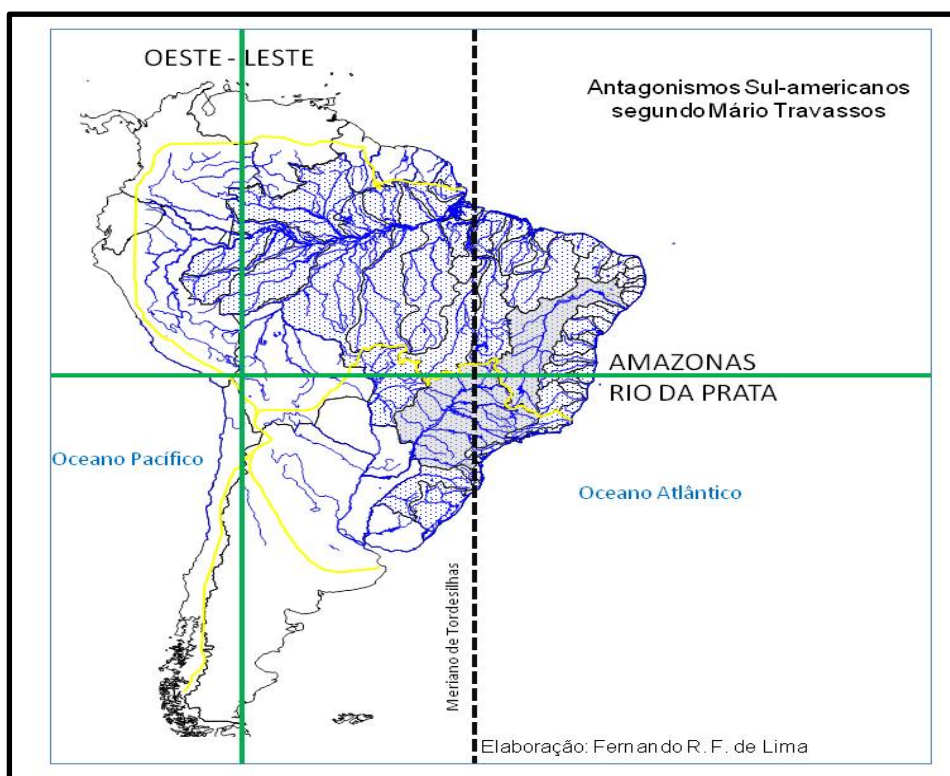 OESTE - LESTE
Antagonismos Sul-americanos
segundo Mário Travassos
AMAZONAS
RIO DA PRATA
Oceano Pacífico
Oceano Atlântico
Meriano de Tordesilhas
Elaboração: Fernando R. F. de Lima